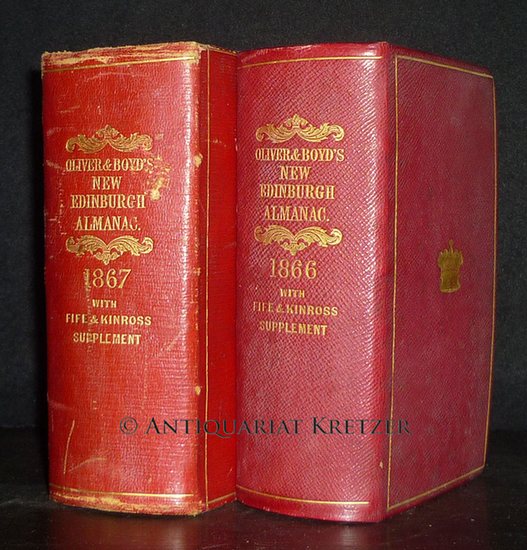 OLIVER & BOYD'S
NEW
EDINBURGH
ALMANAC.
1867
WITH
FIFE & KINROSS
SUPPLEMENT
OLIVER & BOYD'S
NEW
EDINBURGH
ALMANAC.
1866
WITH
FIFE & KINROSS
SUPPLEMENT
© ANTIQUARIAT KRETZER